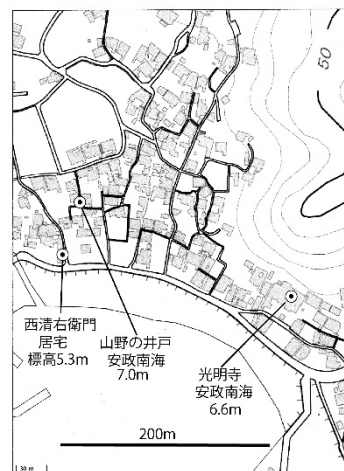 50
西清右衛門
居宅
標高5.3m
山野の井戸
安政南海
7.0m
光明寺
安政南海
6.6m
200m